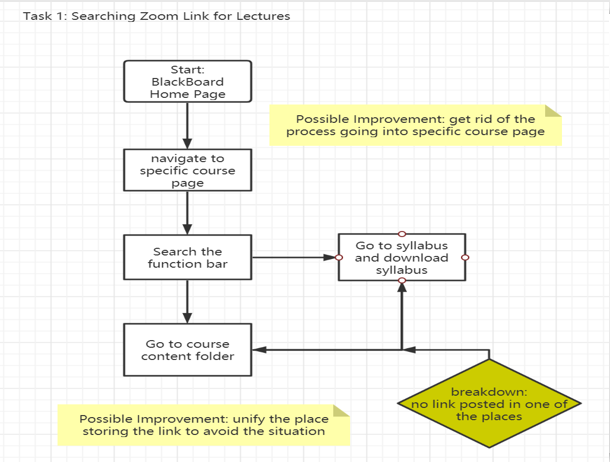 Task 1: Searching Zoom Link for Lectures
Start:
BlackBoard
Home Page
Possible Improvement: get rid of the
process going into specific course page
navigate to
specific course
page
Search the
function bar
Go to syllabus
and download
syllabus
Go to course
content folder
breakdown:
no link posted in one of
the places
Possible Improvement: unify the place
storing the link to avoid the situation